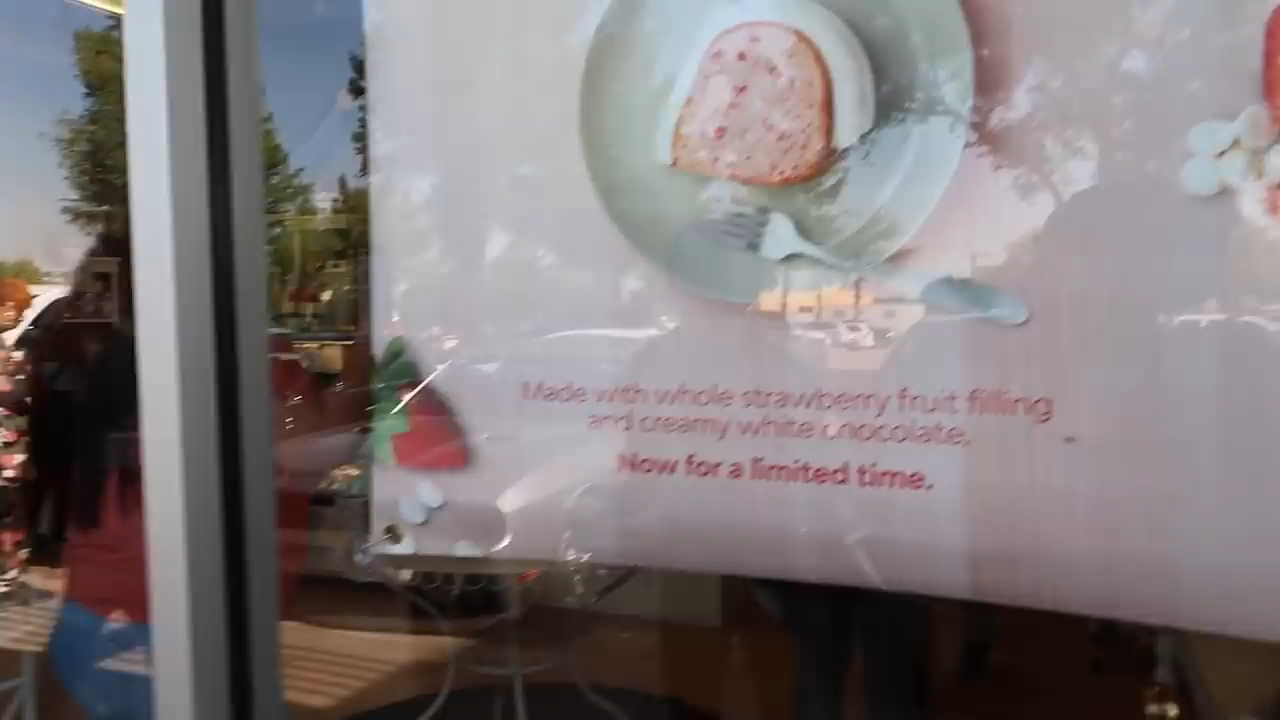 Made with whole strawberry fruit filling
and creamy white chocolate.
Now for a limited time.